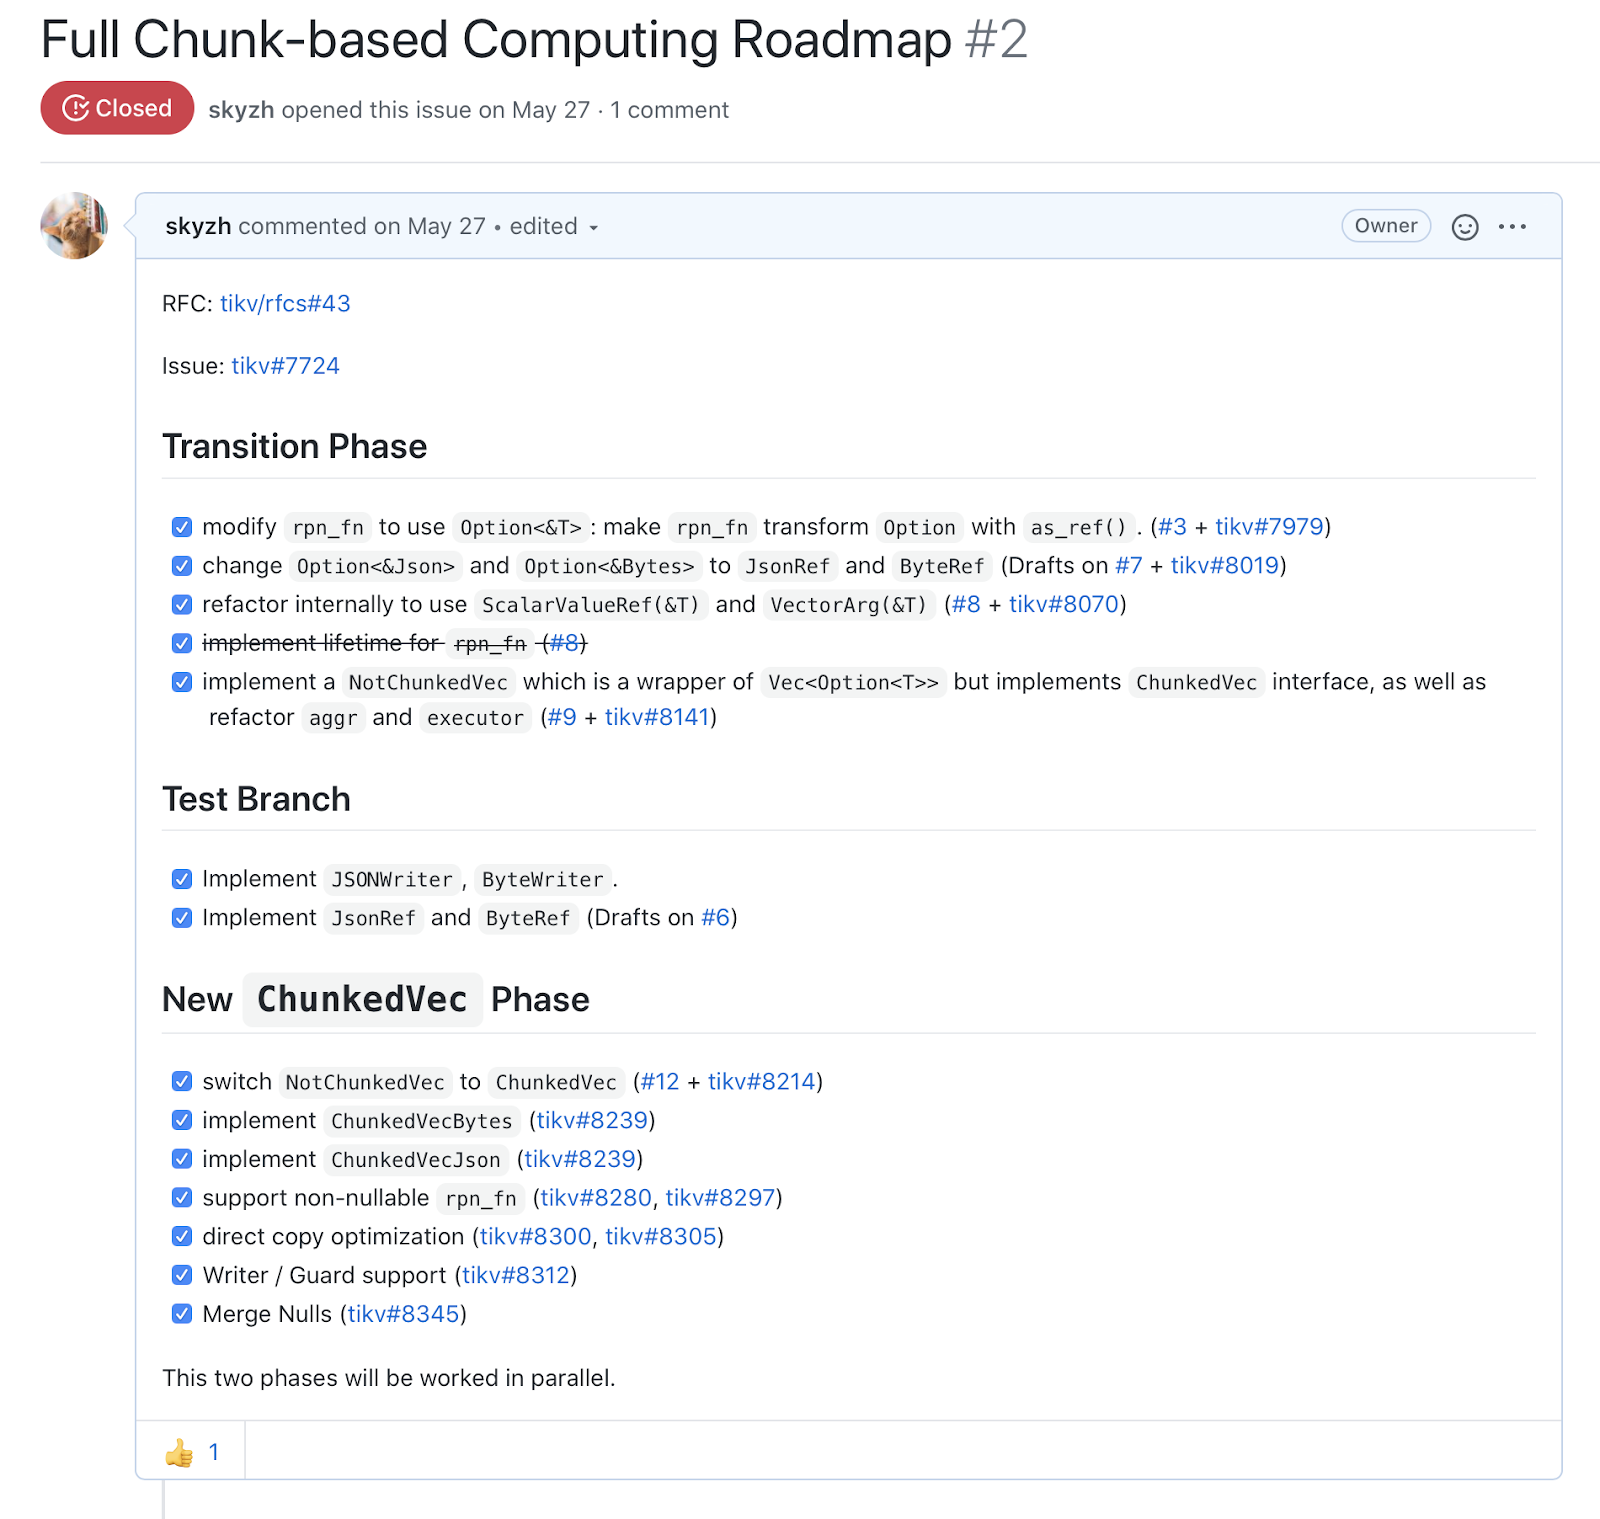 Full Chunk-based Computing Roadmap #2
Closed skyzh opened this issue on May 27 · 1 comment
skyzh commented on May 27 • edited Owner
RFC: tikv/rfcs#43
Issue: tikv#7724
Transition Phase
modify rpn_fn to use Option<&T> : make rpn_fn transform Option with as_ref() . (#3 + tikv#7979)
change Option<&Json> and Option<&Bytes> to JsonRef and ByteRef (Drafts on #7 + tikv#8019)
refactor internally to use ScalarValueRef(&T) and VectorArg(&T) (#8 + tikv#8070)
implement lifetime for rpn_fn (#8)
implement a NotChunkedVec which is a wrapper of Vec<Option<T>> but implements ChunkedVec interface, as well as
refactor aggr and executor (#9 + tikv#8141)
Test Branch
Implement JSONWriter , ByteWriter .
Implement JsonRef and ByteRef (Drafts on #6)
New ChunkedVec Phase
switch NotChunkedVec to ChunkedVec (#12 + tikv#8214)
implement ChunkedVecBytes (tikv#8239)
implement ChunkedVecJson (tikv#8239)
support non-nullable rpn_fn (tikv#8280, tikv#8297)
direct copy optimization (tikv#8300, tikv#8305)
Writer / Guard support (tikv#8312)
Merge Nulls (tikv#8345)
This two phases will be worked in parallel.
👍 1